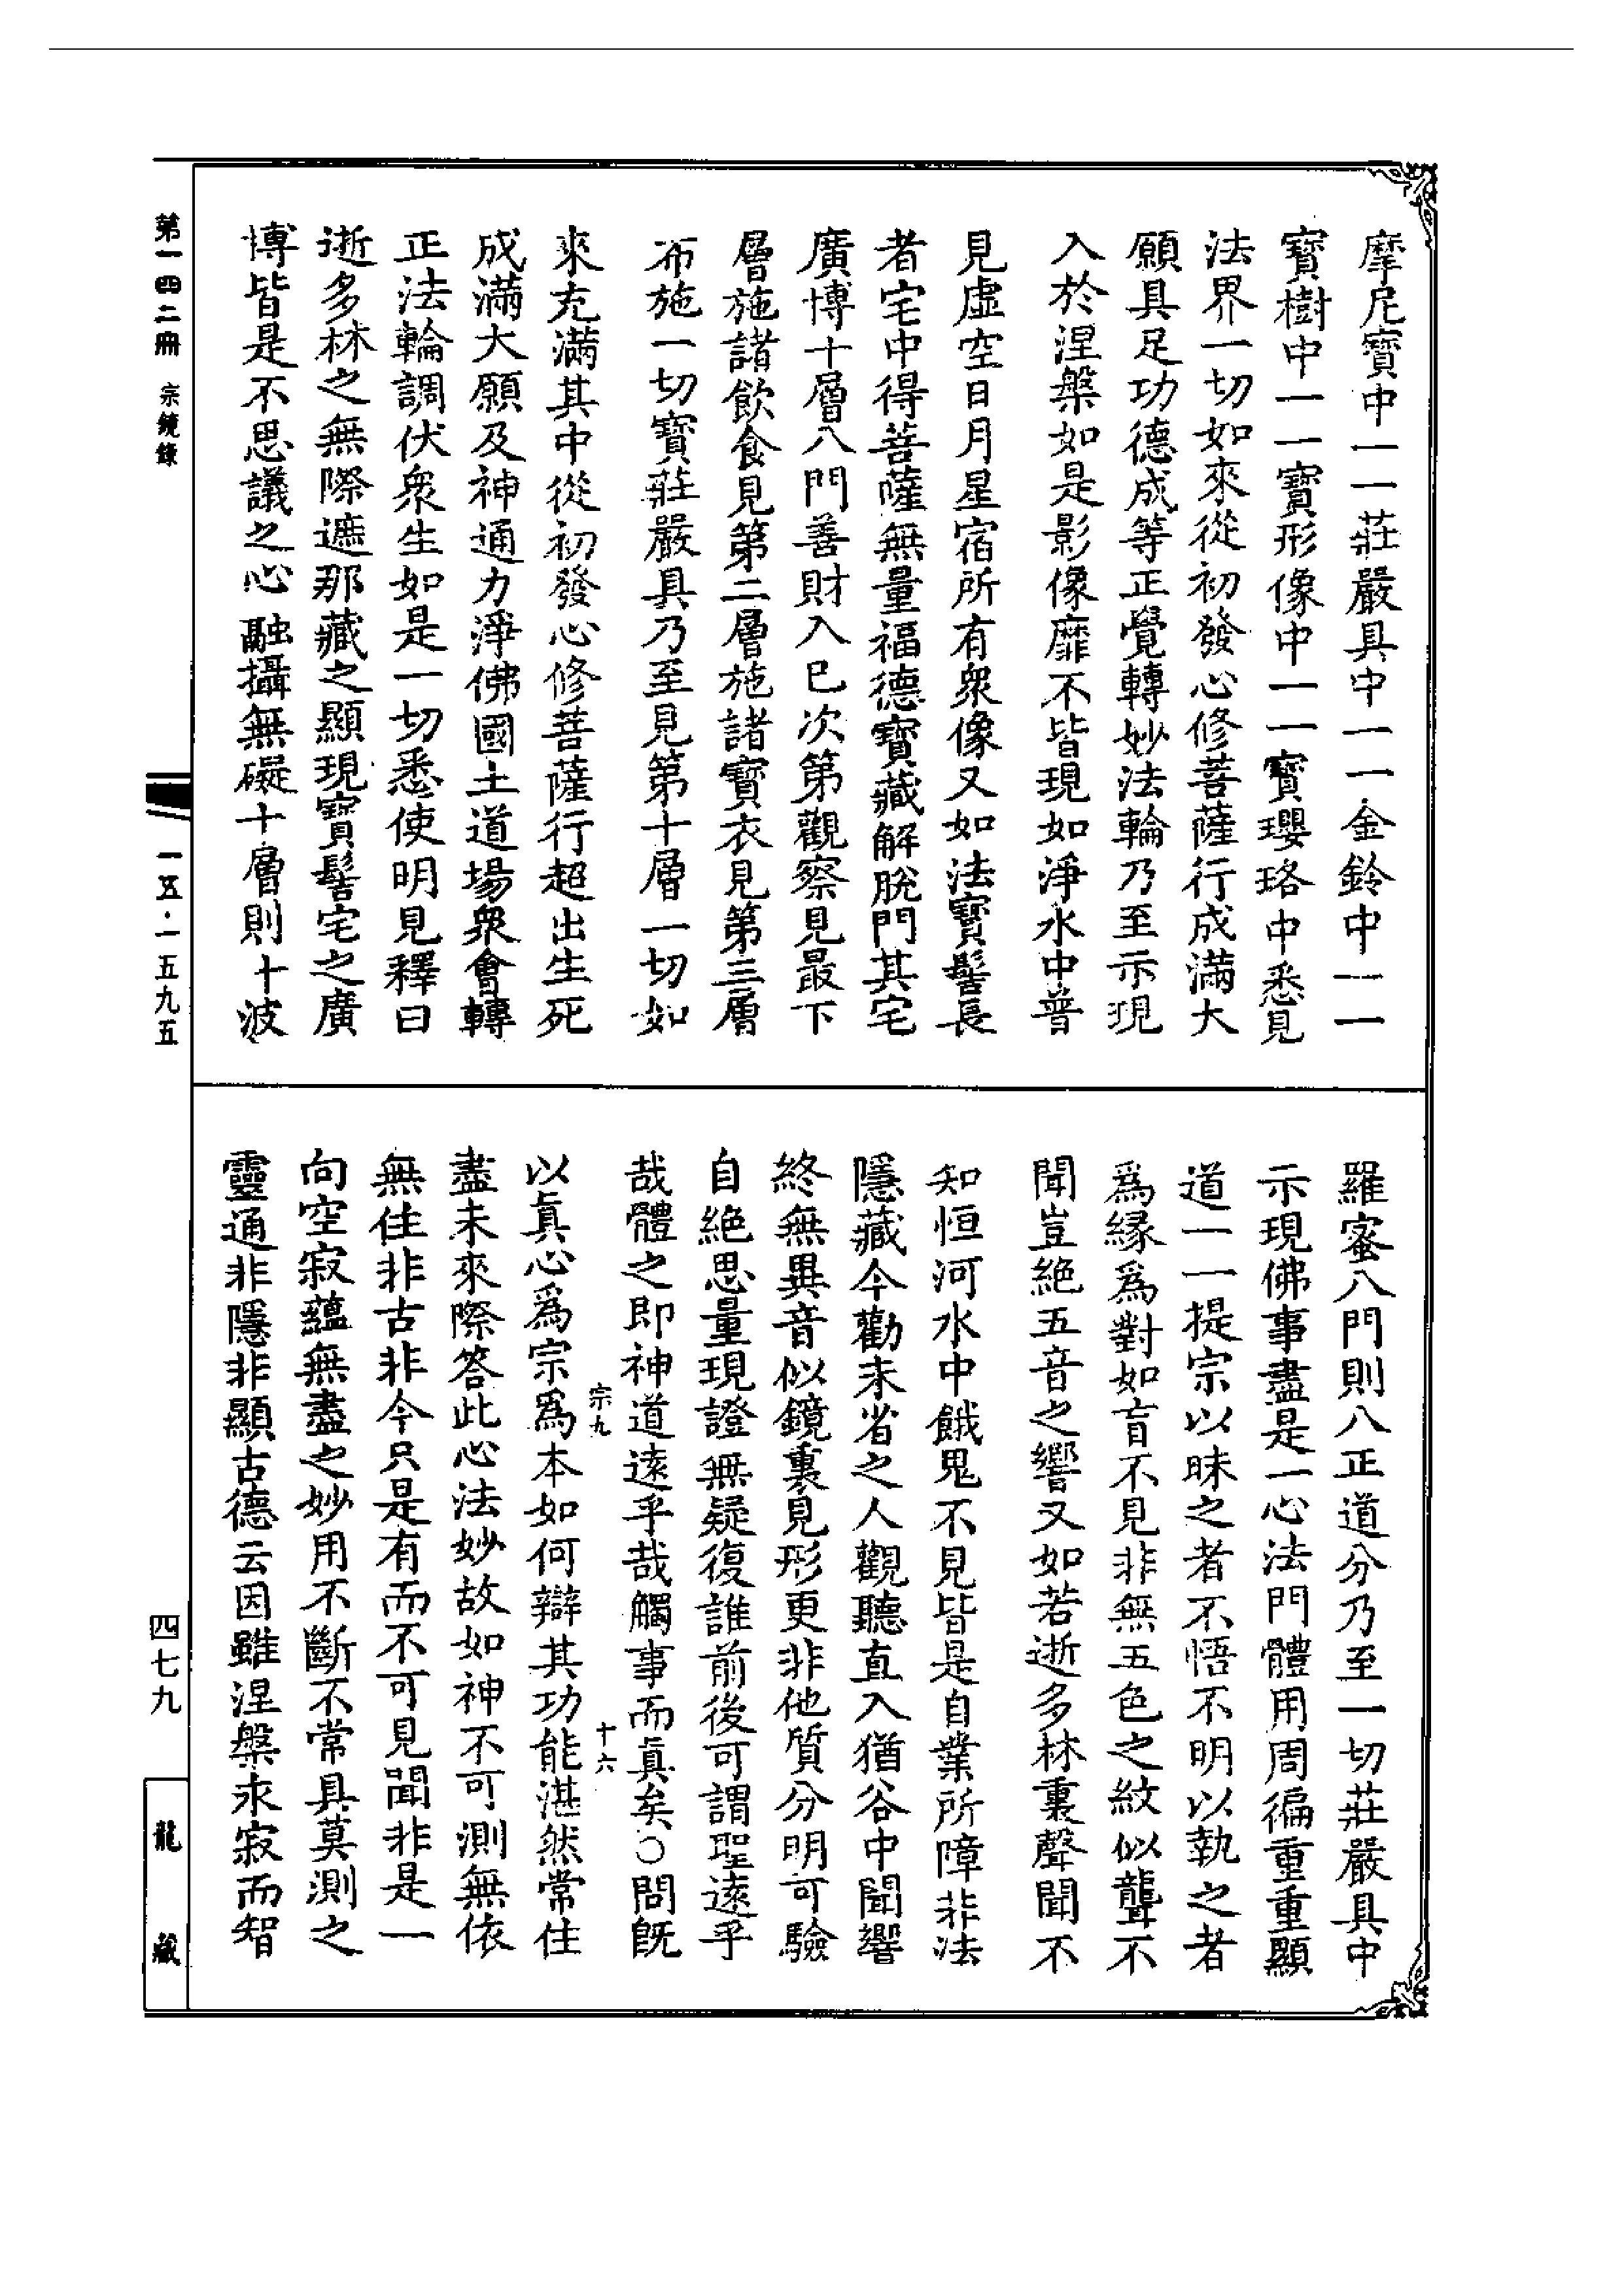 摩尼寶中一一莊嚴具中一一金鈴中一一
寶樹中一一寶形像中一一寶瓔珞中悉見
法界一切如來從初發心修菩薩行成滿大
願具足功德成等正覺轉妙法輪乃至示現
入於涅槃如是影像靡不皆現如淨水中普
見虛空日月星宿所有衆像又如法寶髻長
者宅中得菩薩無量福德寶藏解脫門其宅
廣博十層八門善財入已次第觀察見最下
層施諸飲食見第二層施諸寶衣見第三層
布施一切寶莊嚴具乃至見第十層一切如
來充滿其中從初發心修菩薩行超出生死
成滿大願及神通力淨佛國土道場衆會轉
正法輪調伏衆生如是一切悉使明見釋曰
逝多林之無際遮那藏之顯現寶髻宅之廣
博皆是不思議之心融攝無礙十層則十波
羅蜜八門則八正道分乃至一切莊嚴具中
示現佛事盡是一心法門體用周徧重重顯
道一一提宗以昧之者不悟不明以執之者
爲緣爲對如盲不見非無五色之紋似聾不
聞豈絶五音之響又如若逝多林裏聲聞不
知恒河水中餓鬼不見皆是自業所障非法
隱藏今勸未省之人觀聽直入猶谷中聞響
終無異音似鏡裏見形更非他質分明可驗
自絶思量現證無疑復誰前後可謂聖遠乎
哉體之即神道遠乎哉觸事而眞矣○問旣
宗九 十六
以眞心爲宗爲本如何辯其功能湛然常住
盡未來際答此心法妙故如神不可測無依
無住非古非今只是有而不可見聞非是一
向空寂蘊無盡之妙用不斷不常具莫測之
靈通非隱非顯古德云因雖涅槃永寂而智
第一四二冊 宗鏡錄
一五·一五九五
四七九
龍藏